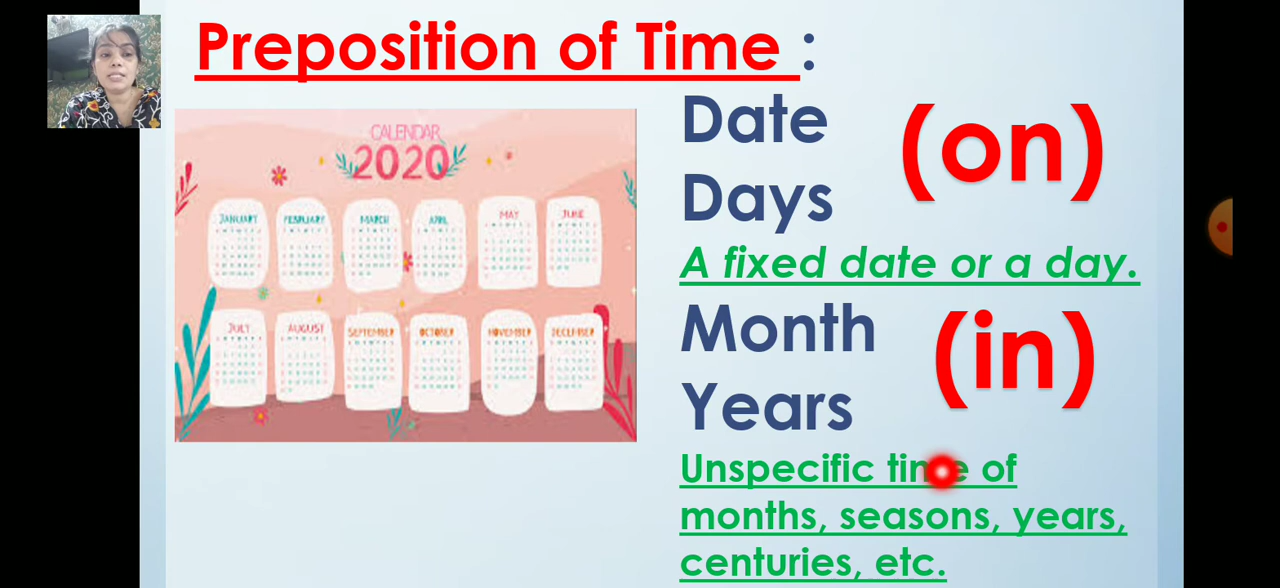 Preposition of Time :
CALENDAR
2020
JANUARY FEBRUARY MARCH APRIL MAY JUNE
JULY AUGUST SEPTEMBER OCTOBER NOVEMBER DECEMBER
Date
(on)
Days
A fixed date or a day.
Month
(in)
Years
Unspecific time of
months, seasons, years,
centuries, etc.